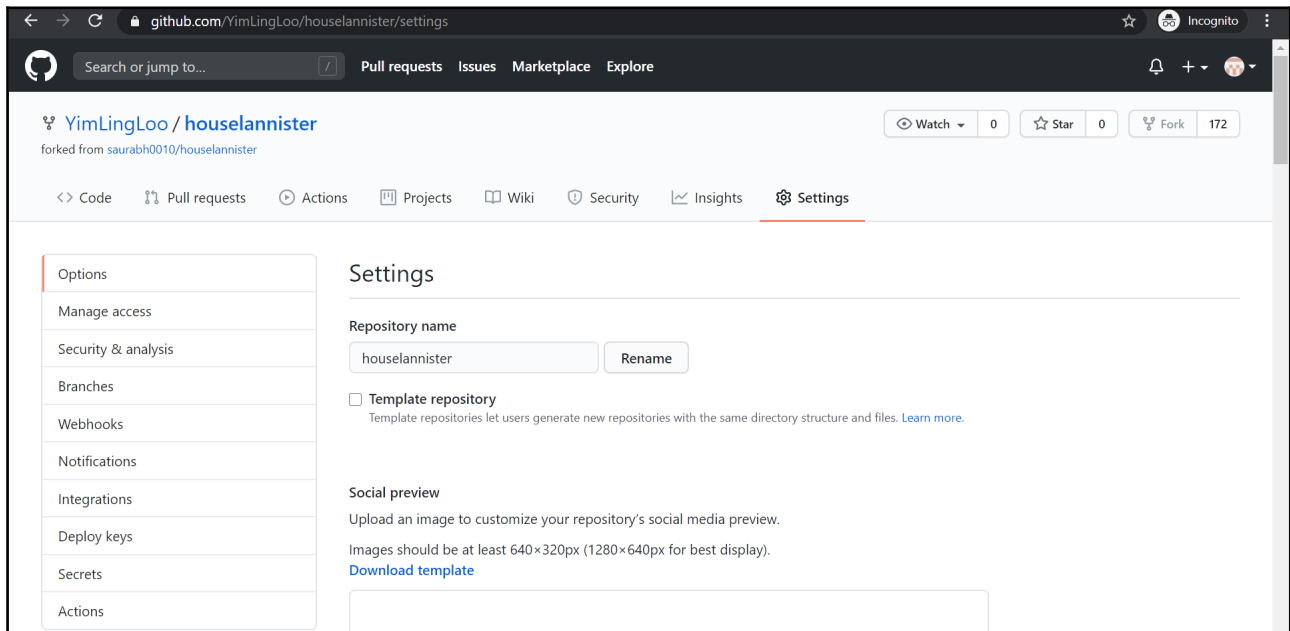 github.com/YimLingLoo/houselannister/settings
Incognito
Search or jump to...
/
Pull requests Issues Marketplace Explore
YimLingLoo / houselannister
Watch 0 Star 0 Fork 172
forked from saurabh0010/houselannister
Code Pull requests Actions Projects Wiki Security Insights Settings
Options
Manage access
Security & analysis
Branches
Webhooks
Notifications
Integrations
Deploy keys
Secrets
Actions
Settings
Repository name
houselannister Rename
Template repository
Template repositories let users generate new repositories with the same directory structure and files. Learn more.
Social preview
Upload an image to customize your repository’s social media preview.
Images should be at least 640×320px (1280×640px for best display).
Download template